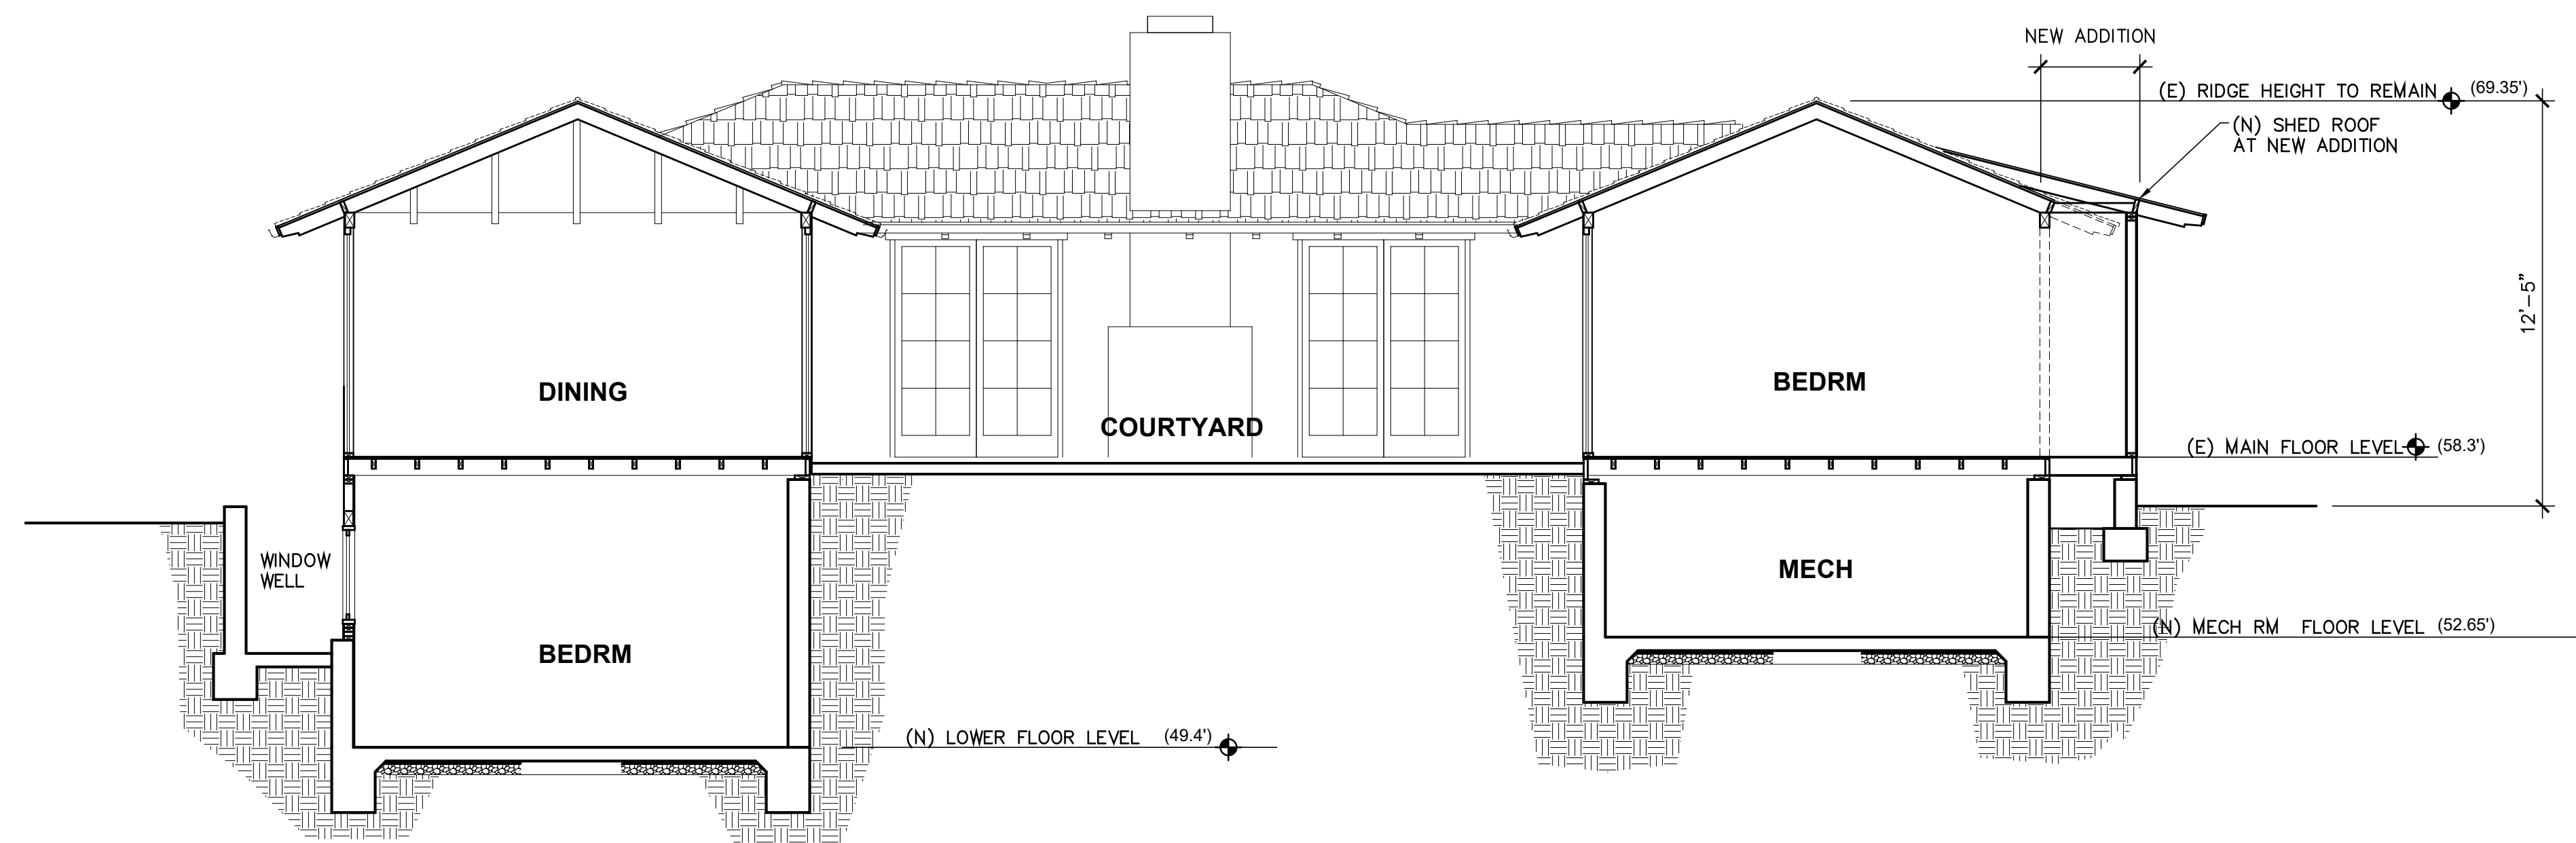 NEW ADDITION
(E) RIDGE HEIGHT TO REMAIN (69.35')
(N) SHED ROOF
AT NEW ADDITION
12'-5"
DINING
BEDRM
COURTYARD
(E) MAIN FLOOR LEVEL (58.3')
WINDOW
WELL
MECH
(N) MECH RM FLOOR LEVEL (52.65')
BEDRM
(N) LOWER FLOOR LEVEL (49.4')